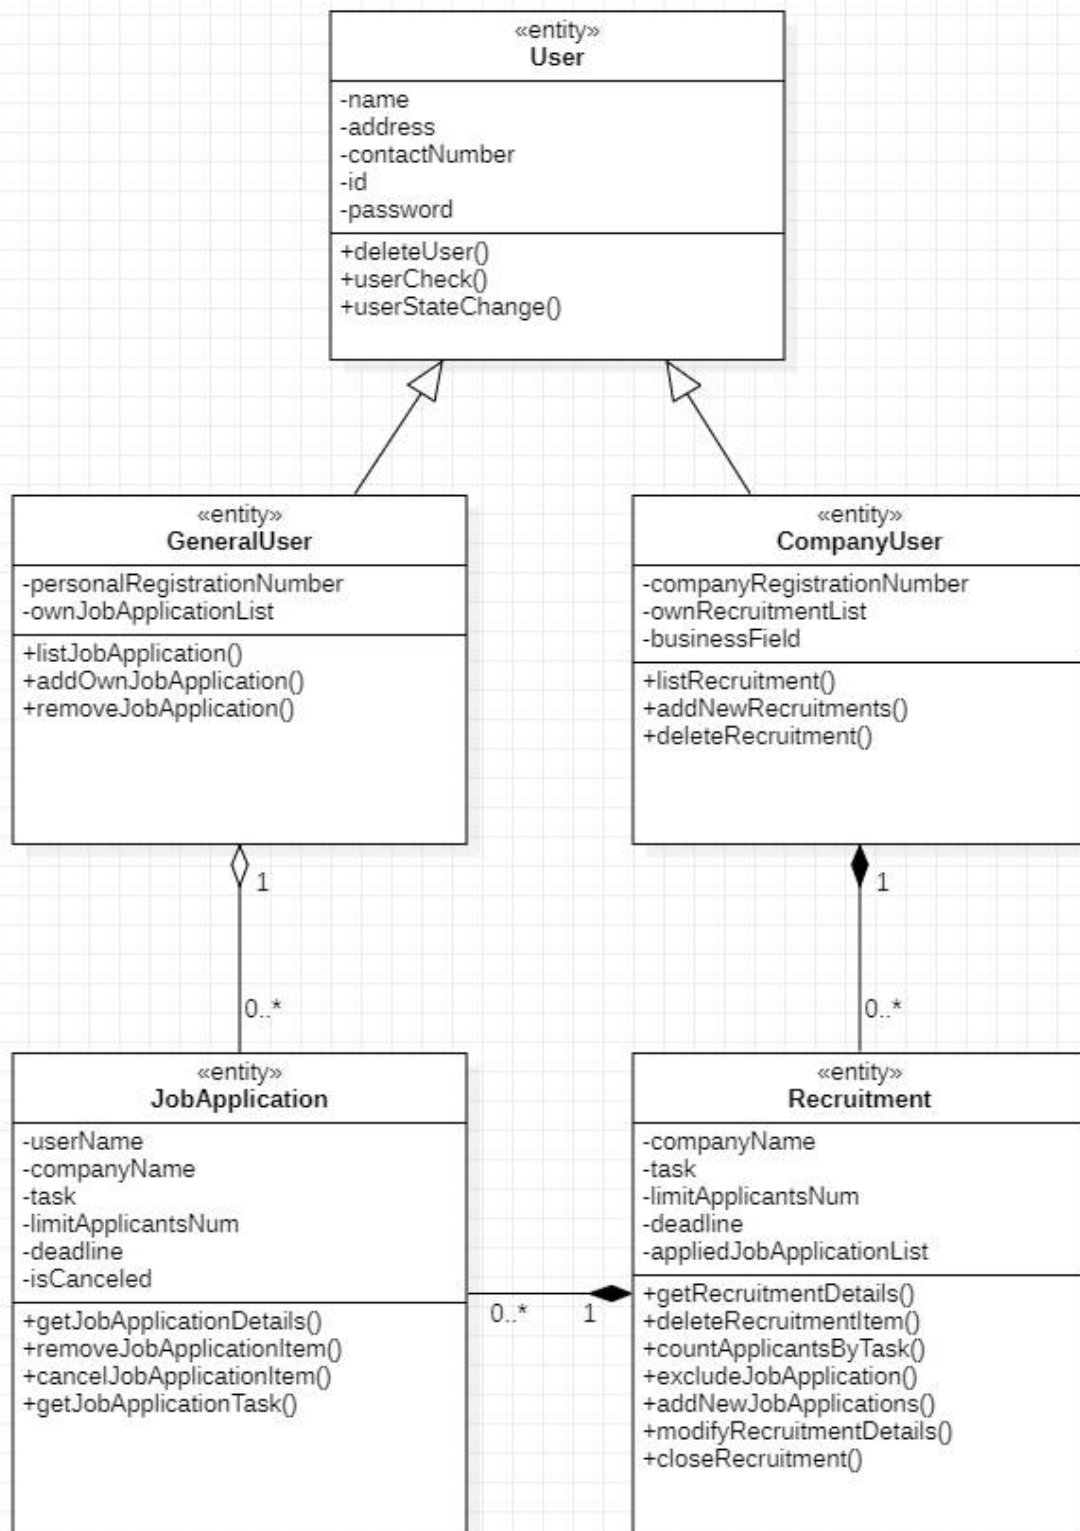 «entity»
User
-name
-address
-contactNumber
-id
-password
+deleteUser()
+userCheck()
+userStateChange()
«entity»
GeneralUser
-personalRegistrationNumber
-ownJobApplicationList
+listJobApplication()
+addOwnJobApplication()
+removeJobApplication()
«entity»
CompanyUser
-companyRegistrationNumber
-ownRecruitmentList
-businessField
+listRecruitment()
+addNewRecruitments()
+deleteRecruitment()
1
0..*
1
0..*
«entity»
JobApplication
-userName
-companyName
-task
-limitApplicantsNum
-deadline
-isCanceled
+getJobApplicationDetails()
+removeJobApplicationItem()
+cancelJobApplicationItem()
+getJobApplicationTask()
0..*
1
«entity»
Recruitment
-companyName
-task
-limitApplicantsNum
-deadline
-appliedJobApplicationList
+getRecruitmentDetails()
+deleteRecruitmentItem()
+countApplicantsByTask()
+excludeJobApplication()
+addNewJobApplications()
+modifyRecruitmentDetails()
+closeRecruitment()